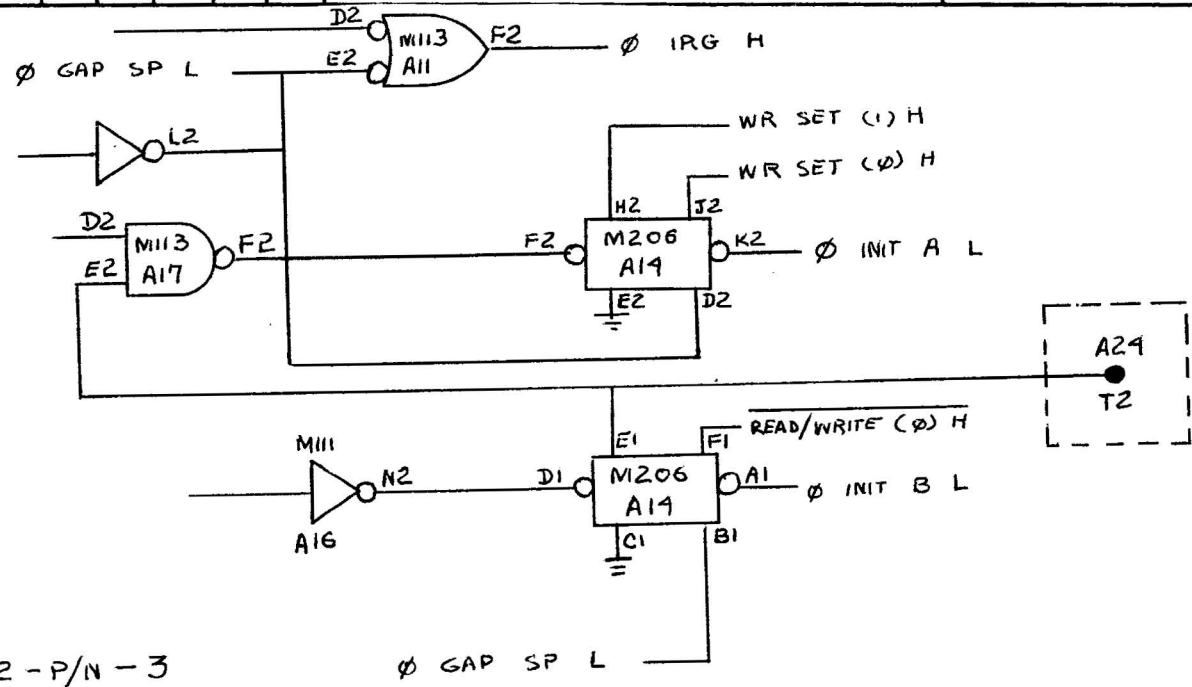 D2
M113
F2
Ø IRG H
Ø GAP SP L
E2
A11
L2
WR SET (1) H
WR SET (Ø) H
H2
J2
D2
M113
F2
F2
M206
K2
Ø INIT A L
E2
A17
A14
E2
D2
A24
T2
READ/WRITE (Ø) H
M111
E1
F1
N2
D1
M206
A1
Ø INIT B L
A14
A16
C1
B1
2 - P/N - 3
Ø GAP SP L